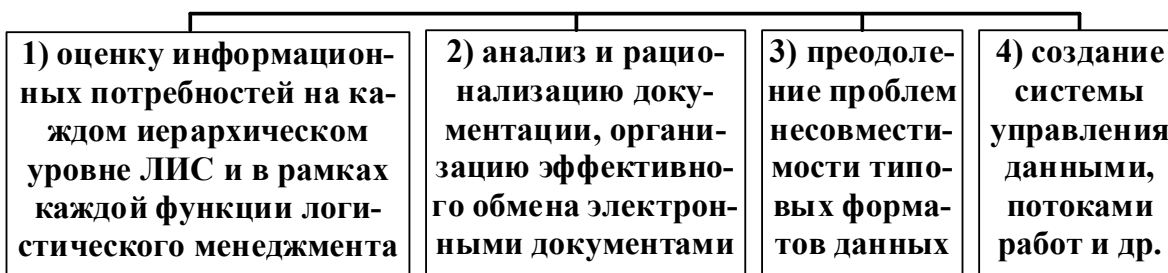 1) оценку информацион-
ных потребностей на ка-
ждом иерархическом
уровне ЛИС и в рамках
каждой функции логи-
стического менеджмента
2) анализ и рацио-
нализацию доку-
ментации, органи-
зацию эффективно-
го обмена электрон-
ными документами
3) преодоле-
ние проблем
несовмести-
мости типо-
вых форма-
тов данных
4) создание
системы
управления
данными,
потоками
работ и др.